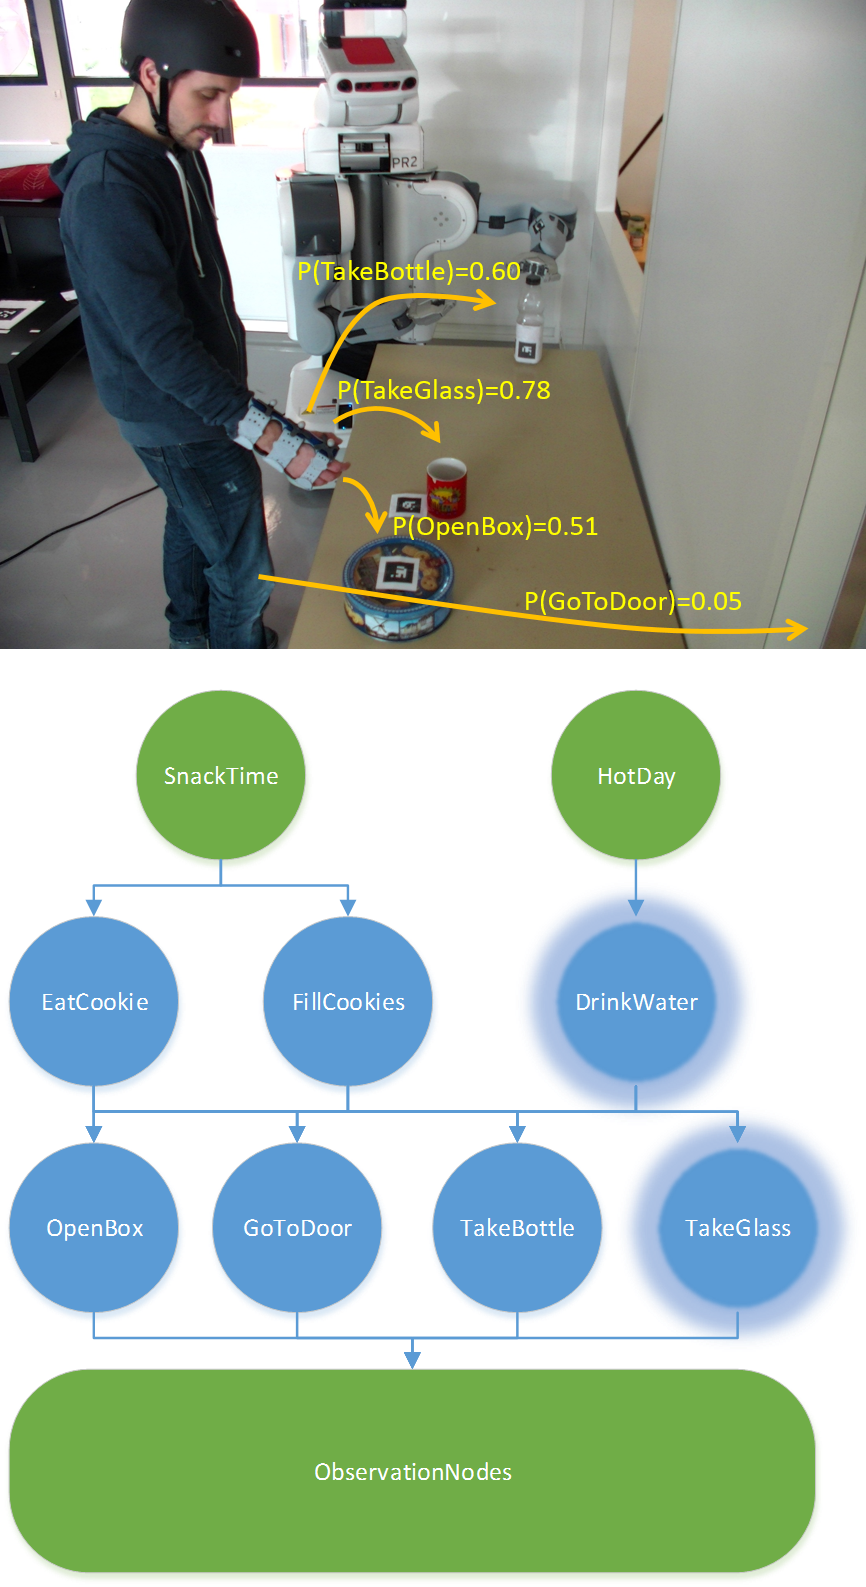 PR2
P(TakeBottle)=0.60
P(TakeGlass)=0.78
P(OpenBox)=0.51
P(GoToDoor)=0.05
SnackTime
HotDay
EatCookie
FillCookies
DrinkWater
OpenBox
GoToDoor
TakeBottle
TakeGlass
ObservationNodes